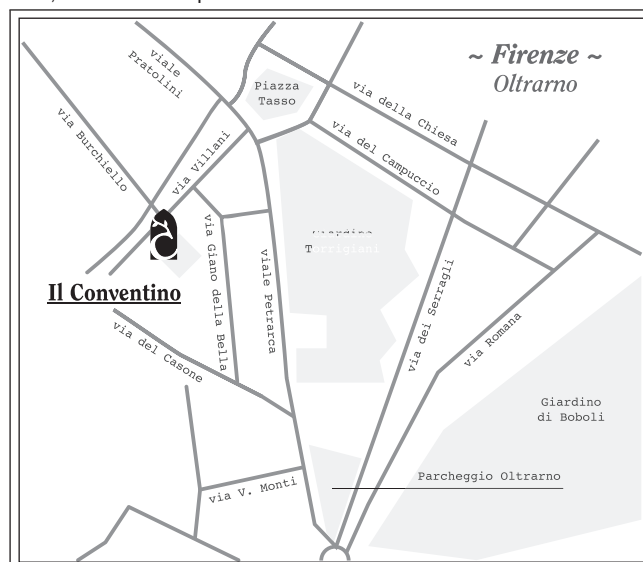 ~ Firenze ~
Oltrarno
viale
Pratolini
Piazza
Tasso
via della Chiesa
via del Campuccio
via Burchiello
via Villani
Torrigiani
via Giano della Bella
viale Petrarca
via dei Serragli
via Romana
Il Conventino
via del Casone
Giardino
di Boboli
Parcheggio Oltrarno
via V. Monti